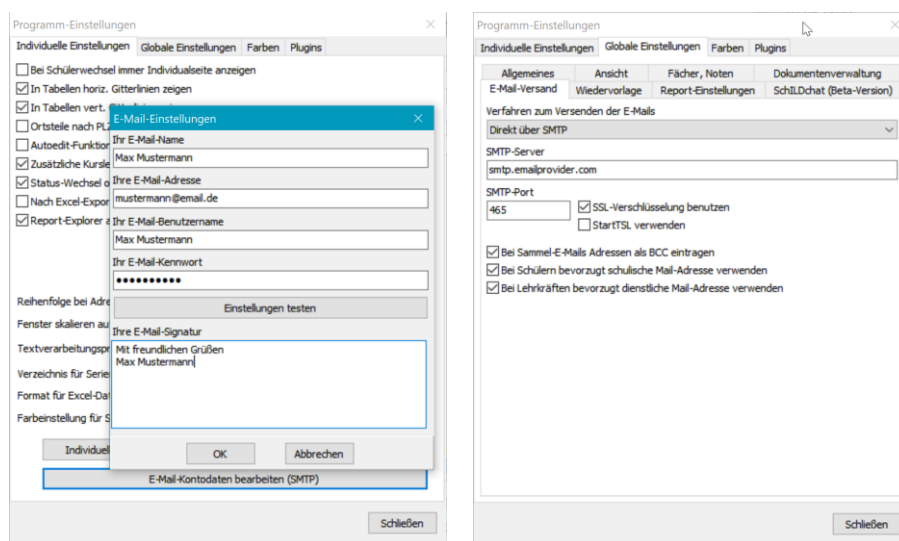 Programm-Einstellungen
Individuelle Einstellungen Globale Einstellungen Farben Plugins
Bei Schülerwechsel immer Individualseite anzeigen
In Tabellen horiz. Gitterlinien zeigen
In Tabellen vert.
Ortsteile nach PLZ
Autoedit-Funktion
Zusätzliche Kursle
Status-Wechsel o
Nach Excel-Expor
Report-Explorer a
Reihenfolge bei Adre
Fenster skalieren au
Textverarbeitungspr
Verzeichnis für Serie
Format für Excel-Dat
Farbeinstellung für S
Individuel
E-Mail-Kontodaten bearbeiten (SMTP)
Schließen
E-Mail-Einstellungen
Ihr E-Mail-Name
Max Mustermann
Ihre E-Mail-Adresse
mustermann@email.de
Ihr E-Mail-Benutzername
Max Mustermann
Ihr E-Mail-Kennwort
●●●●●●●●●●
Einstellungen testen
Ihre E-Mail-Signatur
Mit freundlichen Grüßen
Max Mustermann
OK Abbrechen
Programm-Einstellungen
Individuelle Einstellungen Globale Einstellungen Farben Plugins
Allgemeines Ansicht Fächer, Noten Dokumentenverwaltung
E-Mail-Versand Wiedervorlage Report-Einstellungen SchILDchat (Beta-Version)
Verfahren zum Versenden der E-Mails
Direkt über SMTP
SMTP-Server
smtp.emailprovider.com
SMTP-Port
465 SSL-Verschlüsselung benutzen
StartTSL verwenden
Bei Sammel-E-Mails Adressen als BCC eintragen
Bei Schülern bevorzugt schulische Mail-Adresse verwenden
Bei Lehrkräften bevorzugt dienstliche Mail-Adresse verwenden
Schließen